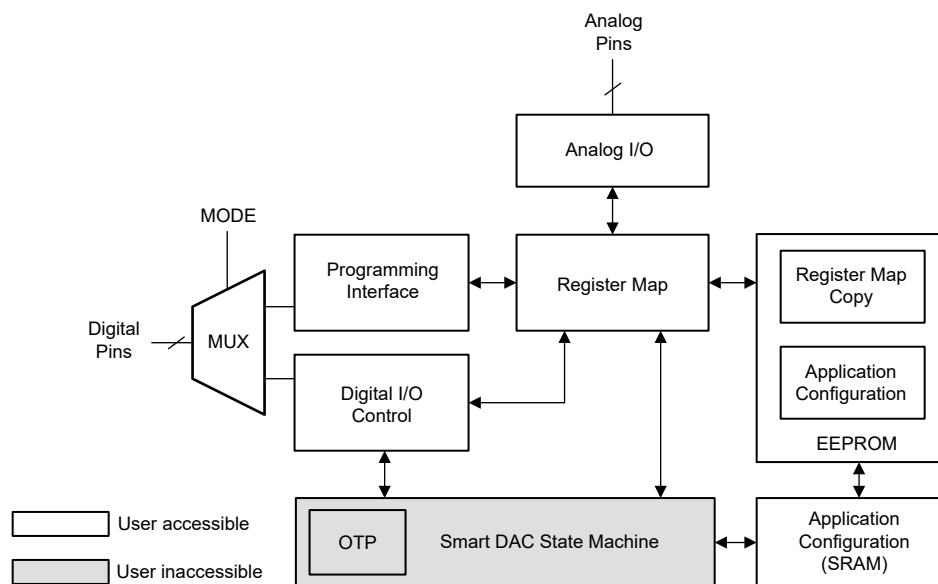 Analog
Pins
Analog I/O
MODE
Programming
Interface
Register Map
Register Map
Copy
Digital
Pins
MUX
Digital I/O
Control
Application
Configuration
EEPROM
User accessible
OTP
Smart DAC State Machine
Application
Configuration
(SRAM)
User inaccessible